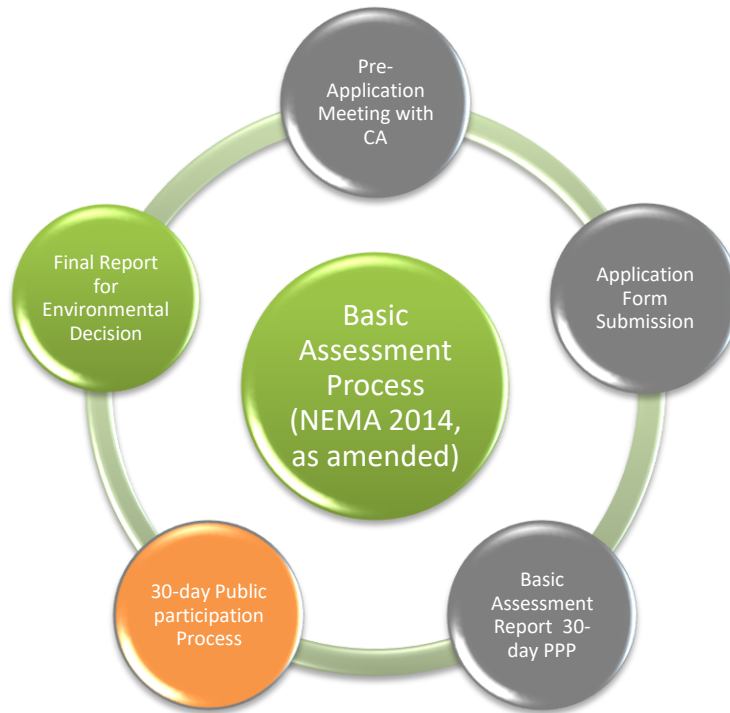 Pre-
Application
Meeting with
CA
Application
Form
Submission
Basic
Assessment
Report 30-
day PPP
30-day Public
participation
Process
Final Report
for
Environmental
Decision
Basic
Assessment
Process
(NEMA 2014,
as amended)